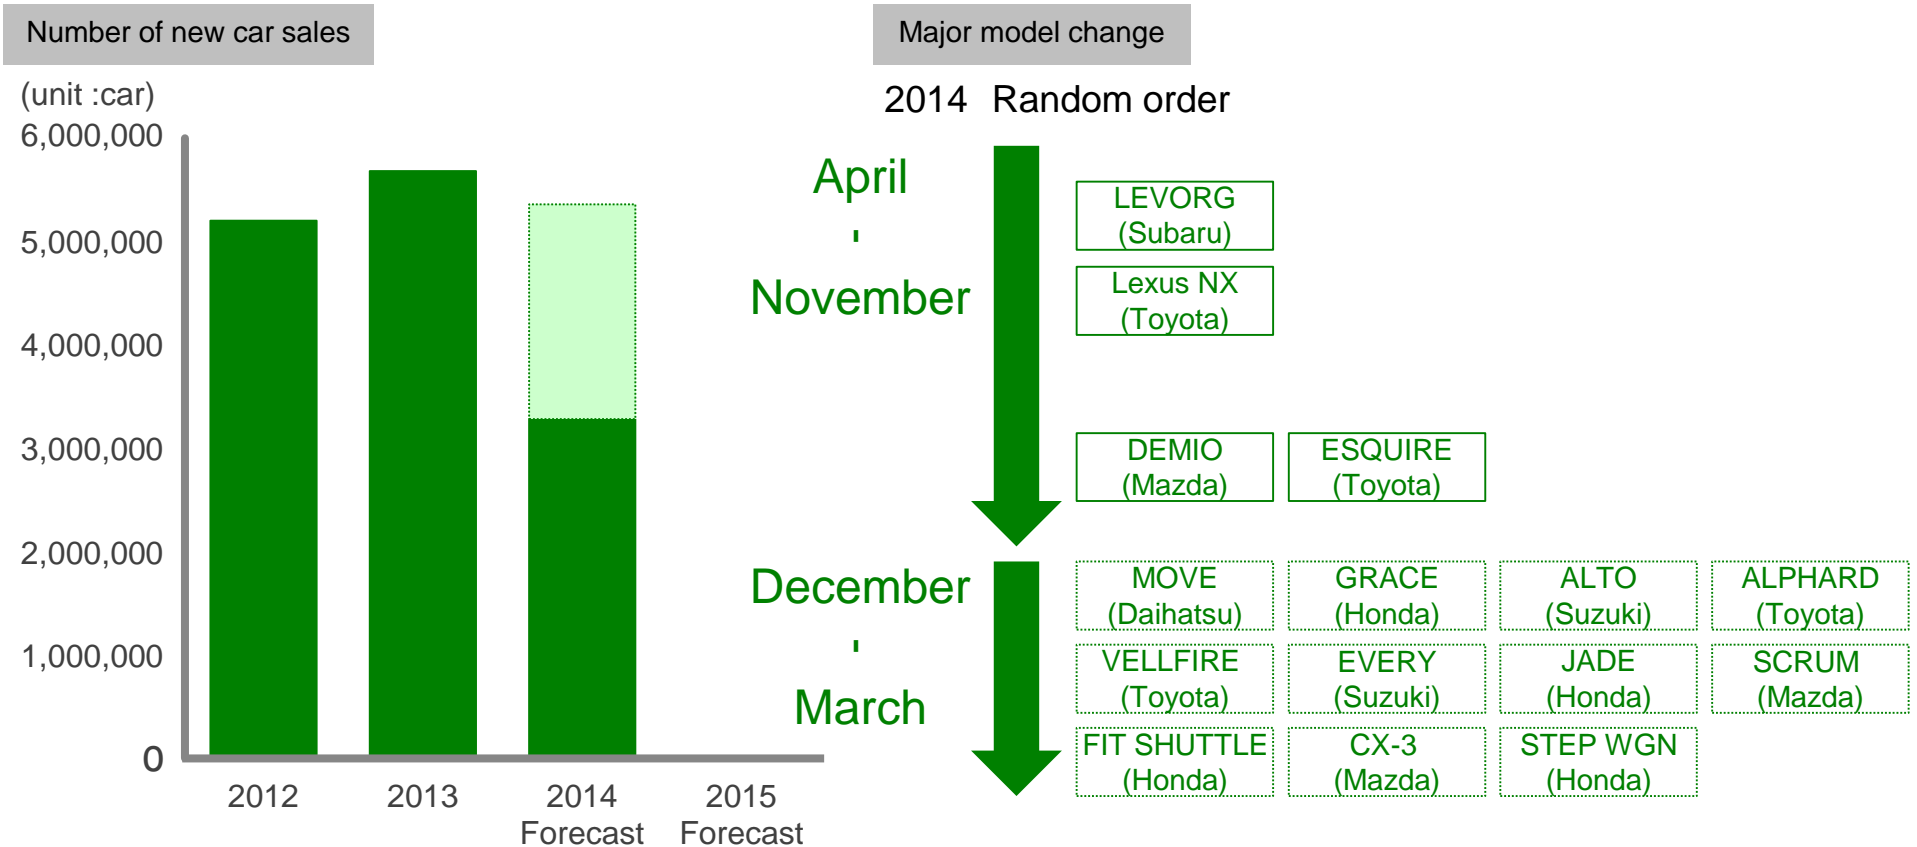 Number of new car sales
(unit :car)
6,000,000
5,000,000
4,000,000
3,000,000
2,000,000
1,000,000
0
2012
2013
2014
Forecast
2015
Forecast
Major model change
2014 Random order
April
-
November
LEVORG
(Subaru)
Lexus NX
(Toyota)
DEMIO
(Mazda)
ESQUIRE
(Toyota)
December
-
March
MOVE
(Daihatsu)
GRACE
(Honda)
ALTO
(Suzuki)
ALPHARD
(Toyota)
VELLFIRE
(Toyota)
EVERY
(Suzuki)
JADE
(Honda)
SCRUM
(Mazda)
FIT SHUTTLE
(Honda)
CX-3
(Mazda)
STEP WGN
(Honda)